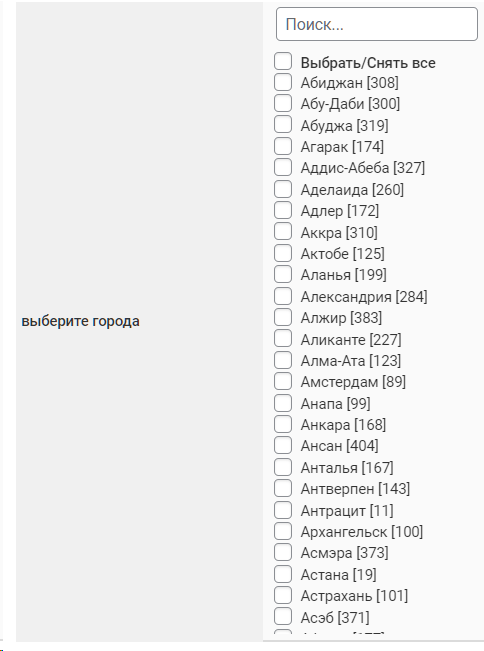 Поиск...
Выбрать/Снять все
Абиджан [308]
Абу-Даби [300]
Абуджа [319]
Агарак [174]
Аддис-Абеба [327]
Аделаида [260]
Адлер [172]
Аккра [310]
Актобе [125]
Аланья [199]
Александрия [284]
выберите города
Алжир [383]
Аликанте [227]
Алма-Ата [123]
Амстердам [89]
Анапа [99]
Анкара [168]
Ансан [404]
Анталья [167]
Антверпен [143]
Антрацит [11]
Архангельск [100]
Асмэра [373]
Астана [19]
Астрахань [101]
Асэб [371]